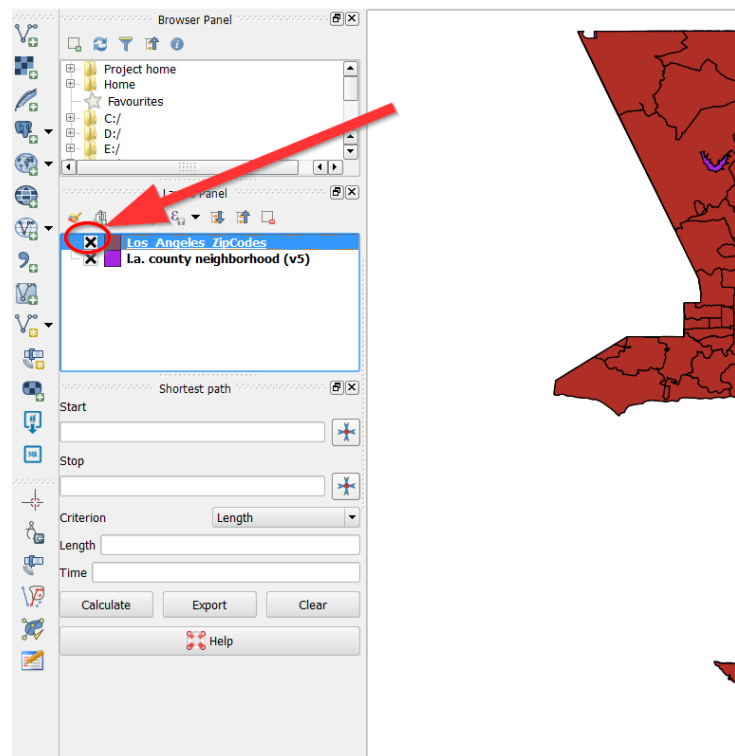 Browser Panel
Project home
Home
Favourites
C:/
D:/
E:/
Panel
Los_Angeles_ZipCodes
l.a. county neighborhood (v5)
Shortest path
Start
Stop
Criterion
Length
Length
Time
Calculate
Export
Clear
Help
SQL